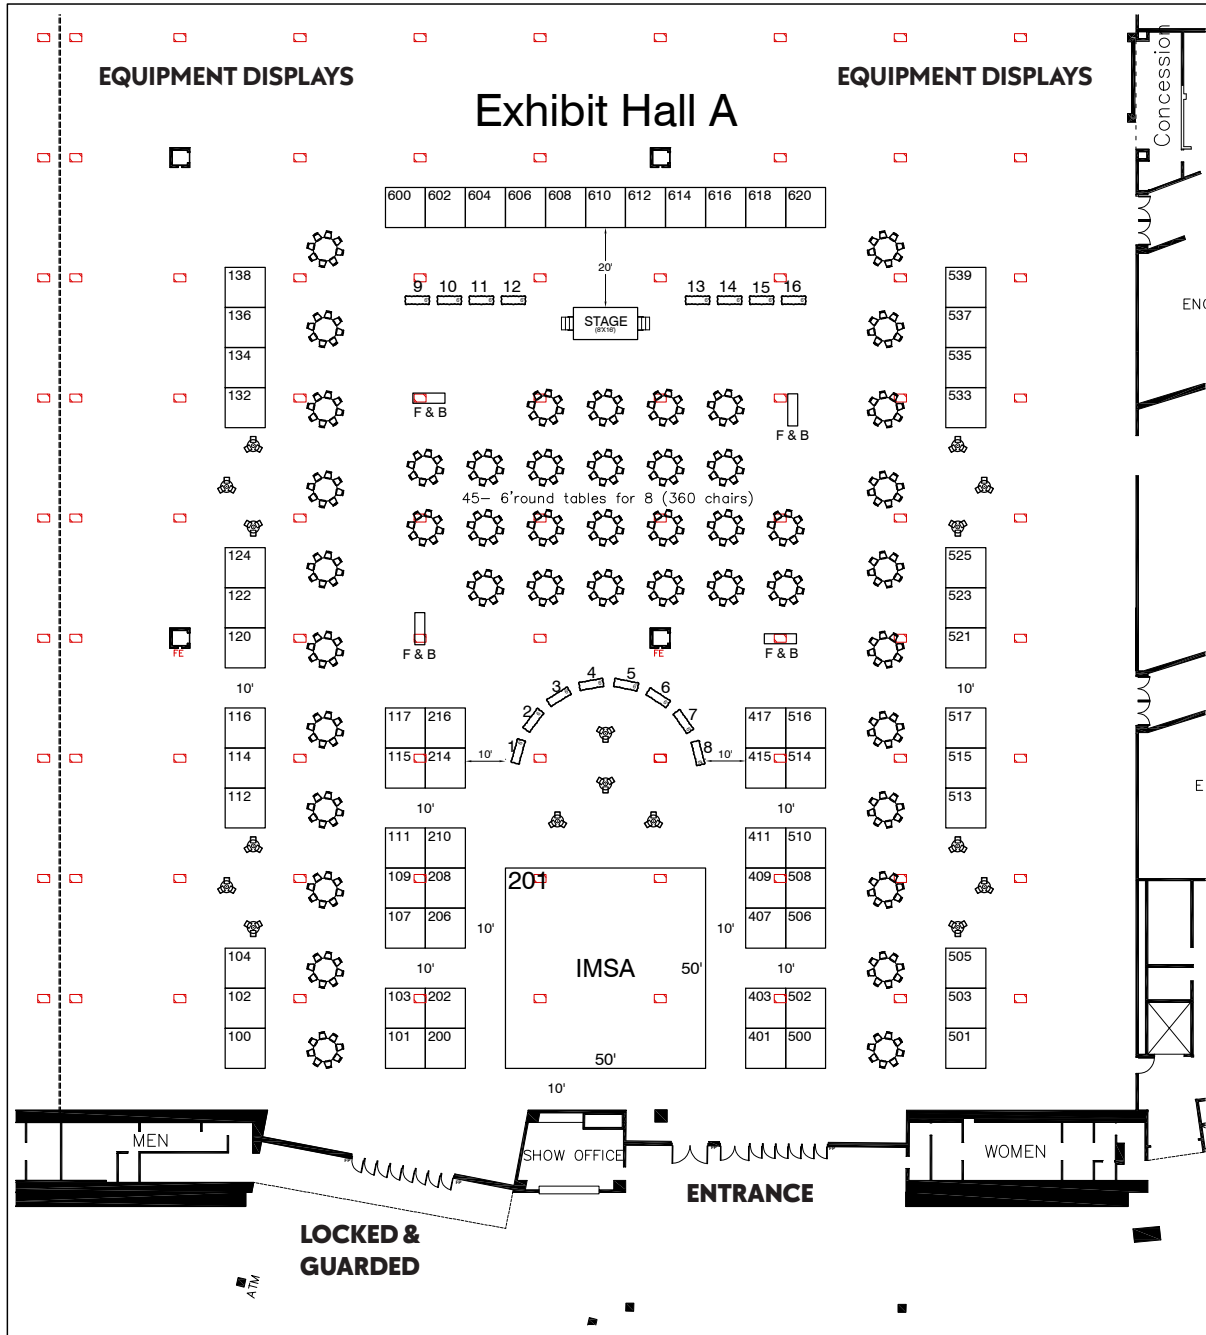 EQUIPMENT DISPLAYS
EQUIPMENT DISPLAYS
Concession
Exhibit Hall A
600 602 604 606 608 610 612 614 616 618 620
20'
138
539
9 10 11 12
13 14 15 16
ENG
136
STAGE
(8'X16')
537
134
535
132
533
F & B
F & B
45– 6'round tables for 8 (360 chairs)
124
525
122
523
120
521
FE
FE
F & B
F & B
10'
10'
1 2 3 4 5 6 7 8
116
117 216
417 516
517
114
115 214
10'
10'
415 514
515
E
112
10'
10'
513
111 210
411 510
109 208
201
409 508
107 206
10'
10'
407 506
104
10'
IMSA
50'
10'
505
102
103 202
403 502
503
100
101 200
50'
401 500
501
10'
MEN
SHOW OFFICE
WOMEN
ENTRANCE
LOCKED &
GUARDED
ATM